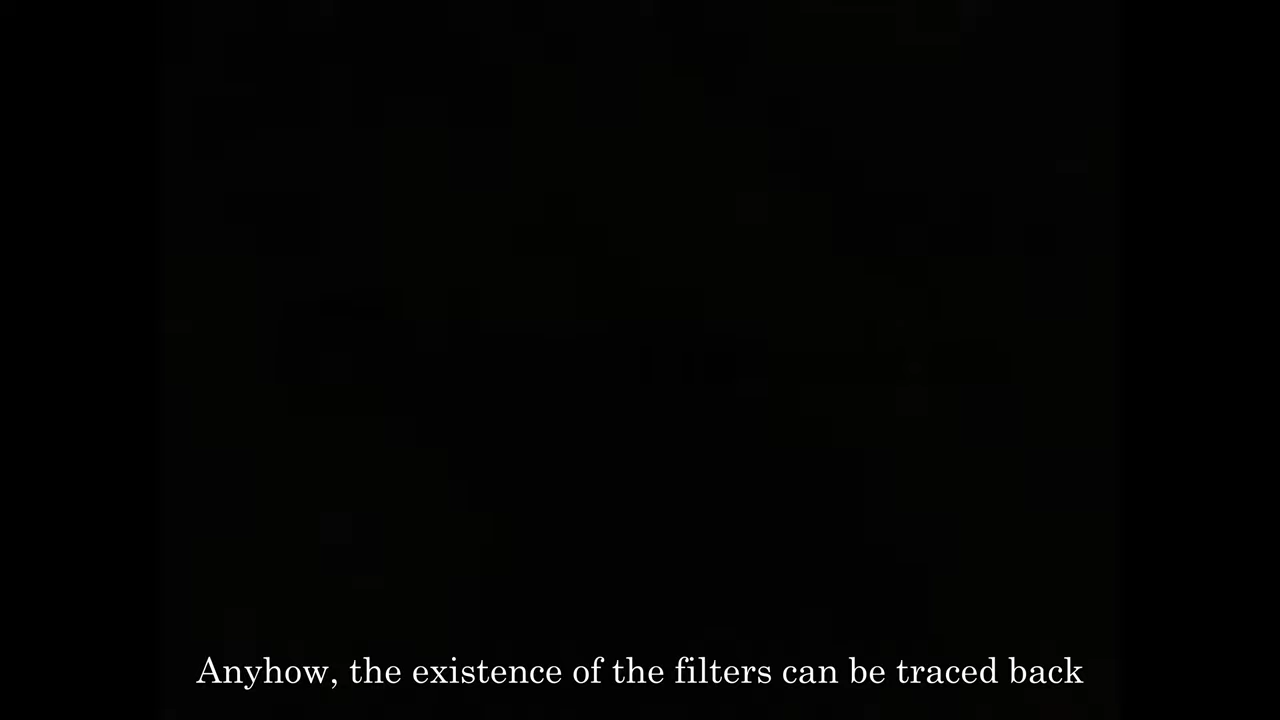 Anyhow, the existence of the filters can be traced back